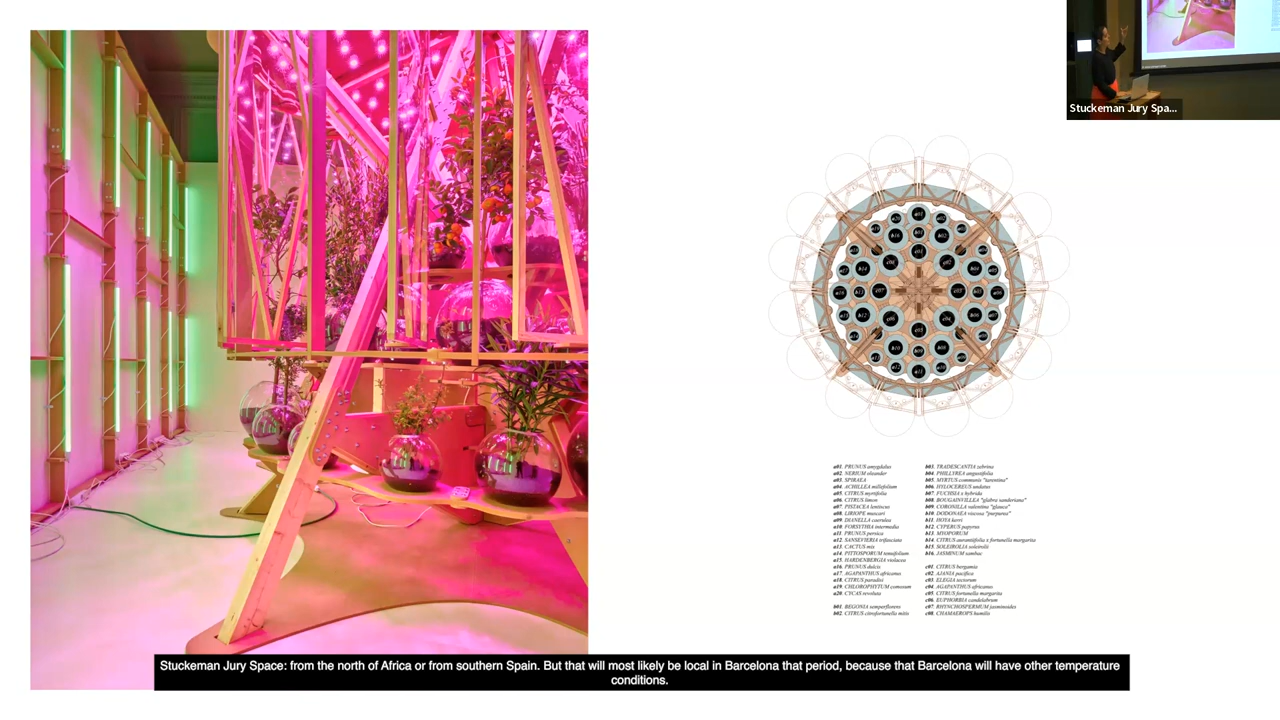 Stuckeman Jury Spa...
a01. PRUNUS amygdalus
a02. NERIUM oleander
a03. SPIRAEA
a04. ACHILLEA millefolium
a05. CITRUS myrtifolia
a06. CITRUS limon
a07. PISTACEA lentiscus
a08. LIRIOPE muscari
a09. DIANELLA caerulea
a10. FORSYTHIA intermedia
a11. PRUNUS persica
a12. SANSEVIERIA trifasciata
a13. CACTUS mix
a14. PITTOSPORUM tenuifolium
a15. HARDENBERGIA violacea
a16. PRUNUS dulcis
a17. AGAPANTHUS africanus
a18. CITRUS paradisi
a19. CHLOROPHYTUM comosum
a20. CYCAS revoluta
b01. BEGONIA semperflorens
b02. CITRUS citrofortunella mitis
b03. TRADESCANTIA zebrina
b04. PHILLYREA angustifolia
b05. MYRTUS communis "tarentina"
b06. HYLOCEREUS undatus
b07. FUCHSIA x hybrida
b08. BOUGAINVILLEA "glabra sanderiana"
b09. CORONILLA valentina "glauca"
b10. DODONAEA viscosa "purpurea"
b11. HOYA kerri
b12. CYPERUS papyrus
b13. MYOPORUM
b14. CITRUS aurantiifolia x fortunella margarita
b15. SOLEIROLIA soleirolii
b16. JASMINUM sambac
c01. CITRUS bergamia
c02. AJANIA pacifica
c03. ELEGIA tectorum
c04. AGAPANTHUS africanus
c05. CITRUS fortunella margarita
c06. EUPHORBIA candelabrum
c07. RHYNCHOSPERMUM jasminoides
c08. CHAMAEROPS humilis
Stuckeman Jury Space: from the north of Africa or from southern Spain. But that will most likely be local in Barcelona that period, because that Barcelona will have other temperature
conditions.